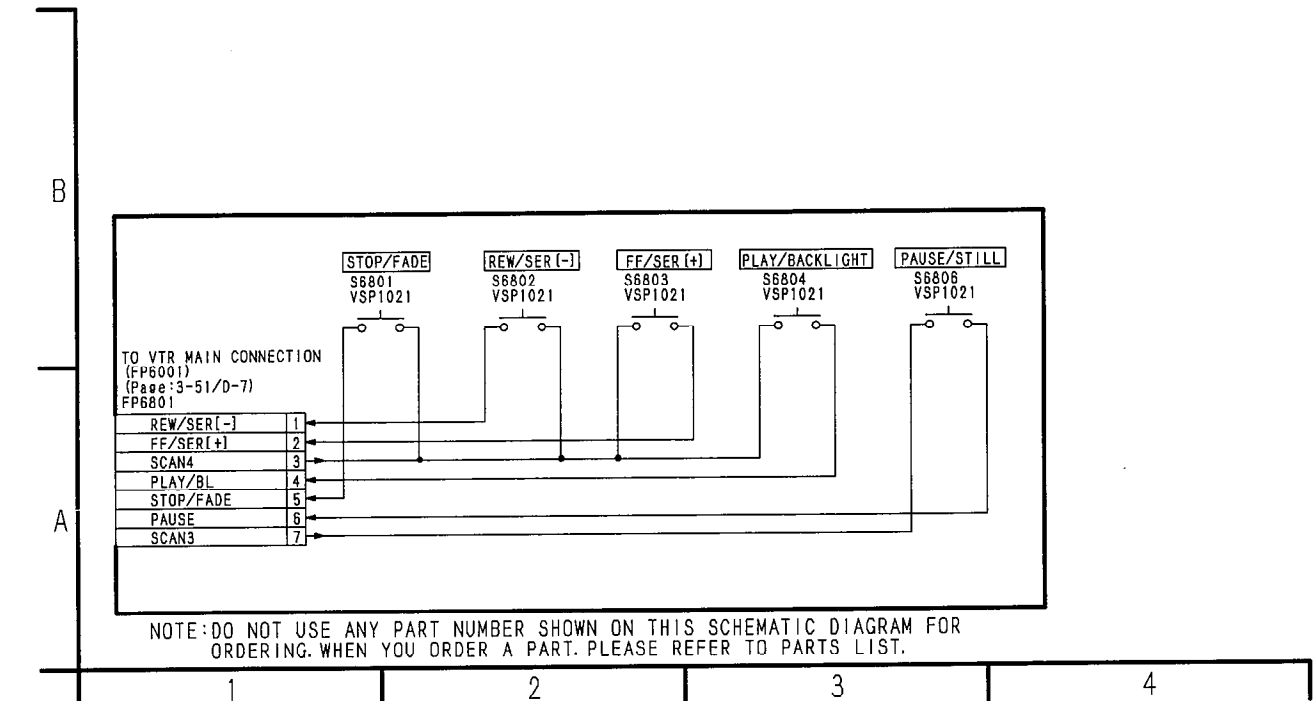 B
STOP/FADE
S6801
VSP1021
REW/SER[-]
S6802
VSP1021
FF/SER[+]
S6803
VSP1021
PLAY/BACKLIGHT
S6804
VSP1021
PAUSE/STILL
S6806
VSP1021
TO VTR MAIN CONNECTION
(FP6001)
(Page:3-51/D-7)
FP6801
REW/SER[-] 1
FF/SER[+] 2
SCAN4 3
PLAY/BL 4
STOP/FADE 5
PAUSE 6
SCAN3 7
A
NOTE:DO NOT USE ANY PART NUMBER SHOWN ON THIS SCHEMATIC DIAGRAM FOR
ORDERING. WHEN YOU ORDER A PART. PLEASE REFER TO PARTS LIST.
1 2 3 4